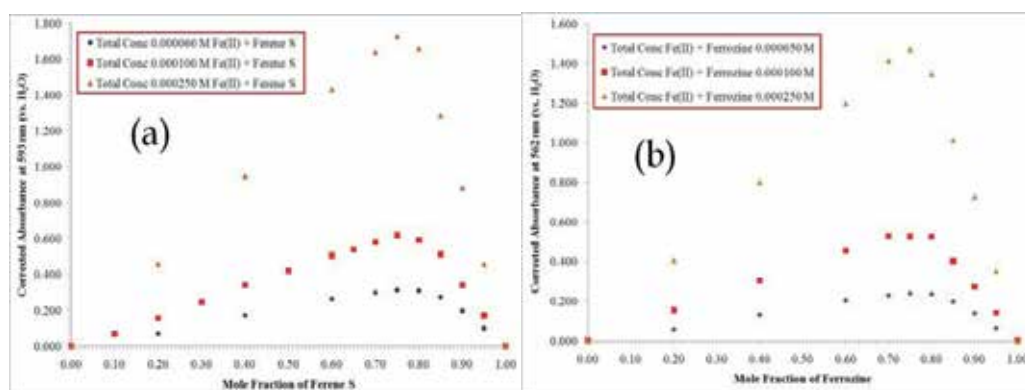 1.800
1.600
1.400
1.200
1.000
0.800
0.600
0.400
0.200
0.000
Corrected Absorbance at 593 nm (vs. H₂O)
Total Conc 0.000060 M Fe(II) + Ferene S
Total Conc 0.000100 M Fe(II) + Ferene S
Total Conc 0.000250 M Fe(II) + Ferene S
(a)
0.00 0.10 0.20 0.30 0.40 0.50 0.60 0.70 0.80 0.90 1.00
Mole Fraction of Ferene S
1.600
1.400
1.200
1.000
0.800
0.600
0.400
0.200
0.000
Corrected Absorbance at 562 nm (vs. H₂O)
Total Conc Fe(II) + Ferrozine 0.000050 M
Total Conc Fe(II) + Ferrozine 0.000100 M
Total Conc Fe(II) + Ferrozine 0.000250 M
(b)
0.00 0.10 0.20 0.30 0.40 0.50 0.60 0.70 0.80 0.90 1.00
Mole Fraction of Ferrozine